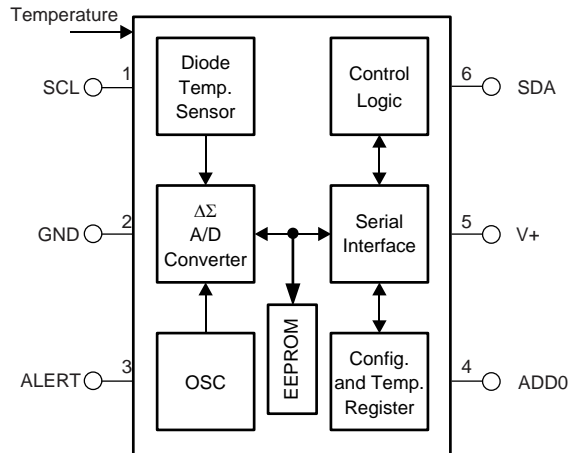 Temperature
1
SCL
Diode
Temp.
Sensor
Control
Logic
6
SDA
2
GND
ΔΣ
A/D
Converter
Serial
Interface
5
V+
3
ALERT
OSC
EEPROM
Config.
and Temp.
Register
4
ADD0